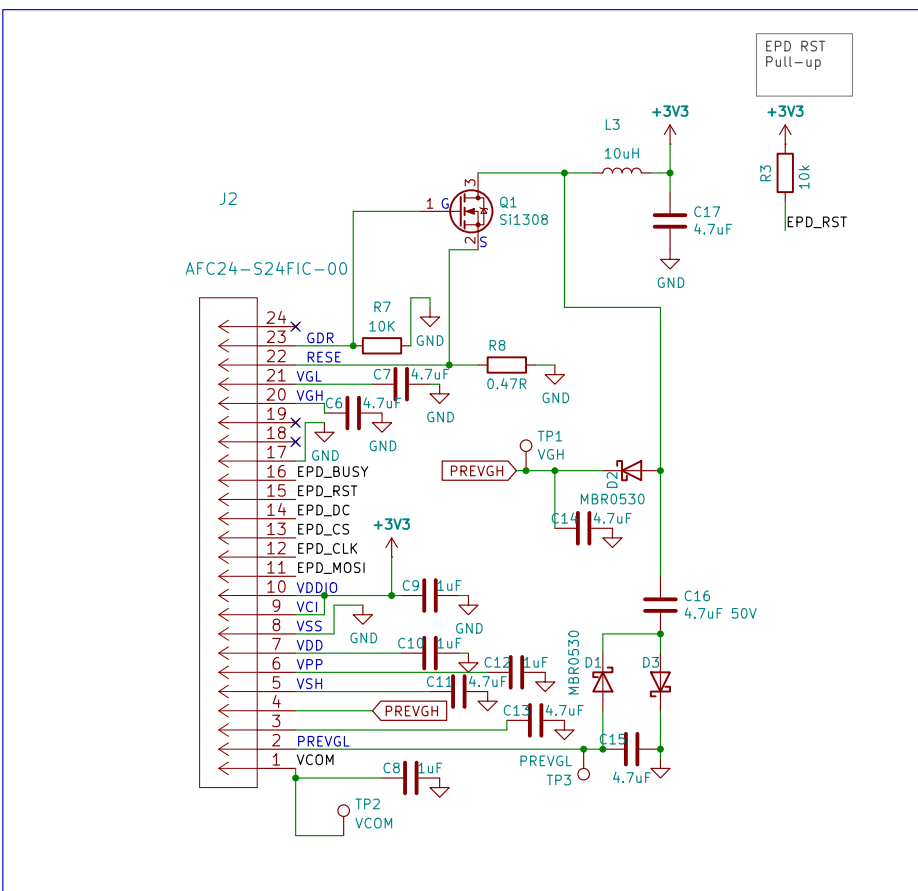 EPD RST
Pull-up
+3V3
+3V3
L3
10uH
R3
10k
3
J2
1
G
Q1
Si1308
C17
4.7uF
EPD_RST
2
S
AFC24-S24FIC-00
GND
R7
10K
24
23
GDR
GND
R8
22
RESE
21
VGL
C7
4.7uF
0.47R
20
VGH
C6
4.7uF
GND
GND
19
18
GND
TP1
VGH
17
GND
PREVGH
D2
16
EPD_BUSY
15
EPD_RST
MBR0530
14
EPD_DC
C14
4.7uF
13
EPD_CS
+3V3
12
EPD_CLK
11
EPD_MOSI
10
VDDIO
C9
1uF
C16
4.7uF 50V
9
VCI
8
VSS
GND
GND
7
VDD
C10
1uF
MBR0530
6
VPP
C12
1uF
D1
D3
5
VSH
C11
4.7uF
4
PREVGH
3
C13
4.7uF
2
PREVGL
C15
1
VCOM
PREVGL
TP3
4.7uF
C8
1uF
TP2
VCOM